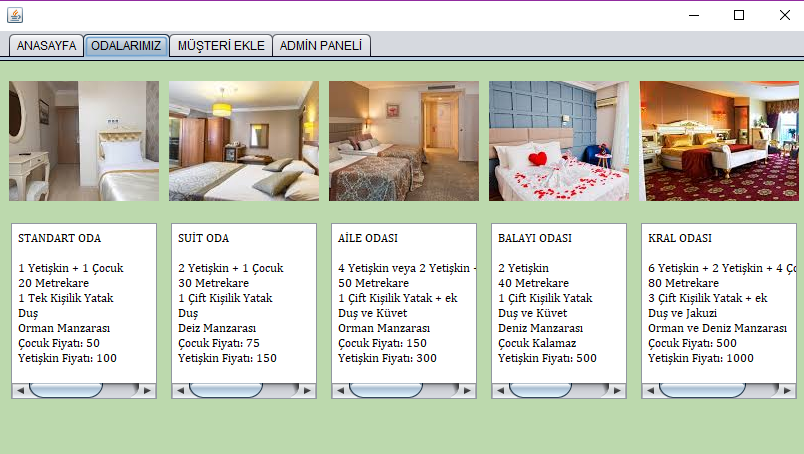 ANASAYFA
ODALARIMIZ
MÜŞTERİ EKLE
ADMİN PANELİ
STANDART ODA
1 Yetişkin + 1 Çocuk
20 Metrekare
1 Tek Kişilik Yatak
Duş
Orman Manzarası
Çocuk Fiyatı: 50
Yetişkin Fiyatı: 100
SUİT ODA
2 Yetişkin + 1 Çocuk
30 Metrekare
1 Çift Kişilik Yatak
Duş
Deiz Manzarası
Çocuk Fiyatı: 75
Yetişkin Fiyatı: 150
AİLE ODASI
4 Yetişkin veya 2 Yetişkin +
50 Metrekare
1 Çift Kişilik Yatak + ek
Duş ve Küvet
Orman Manzarası
Çocuk Fiyatı: 150
Yetişkin Fiyatı: 300
BALAYI ODASI
2 Yetişkin
40 Metrekare
1 Çift Kişilik Yatak
Duş ve Küvet
Deniz Manzarası
Çocuk Kalamaz
Yetişkin Fiyatı: 500
KRAL ODASI
6 Yetişkin + 2 Yetişkin + 4
80 Metrekare
3 Çift Kişilik Yatak + ek
Duş ve Jakuzi
Orman ve Deniz Manzarası
Çocuk Fiyatı: 500
Yetişkin Fiyatı: 1000